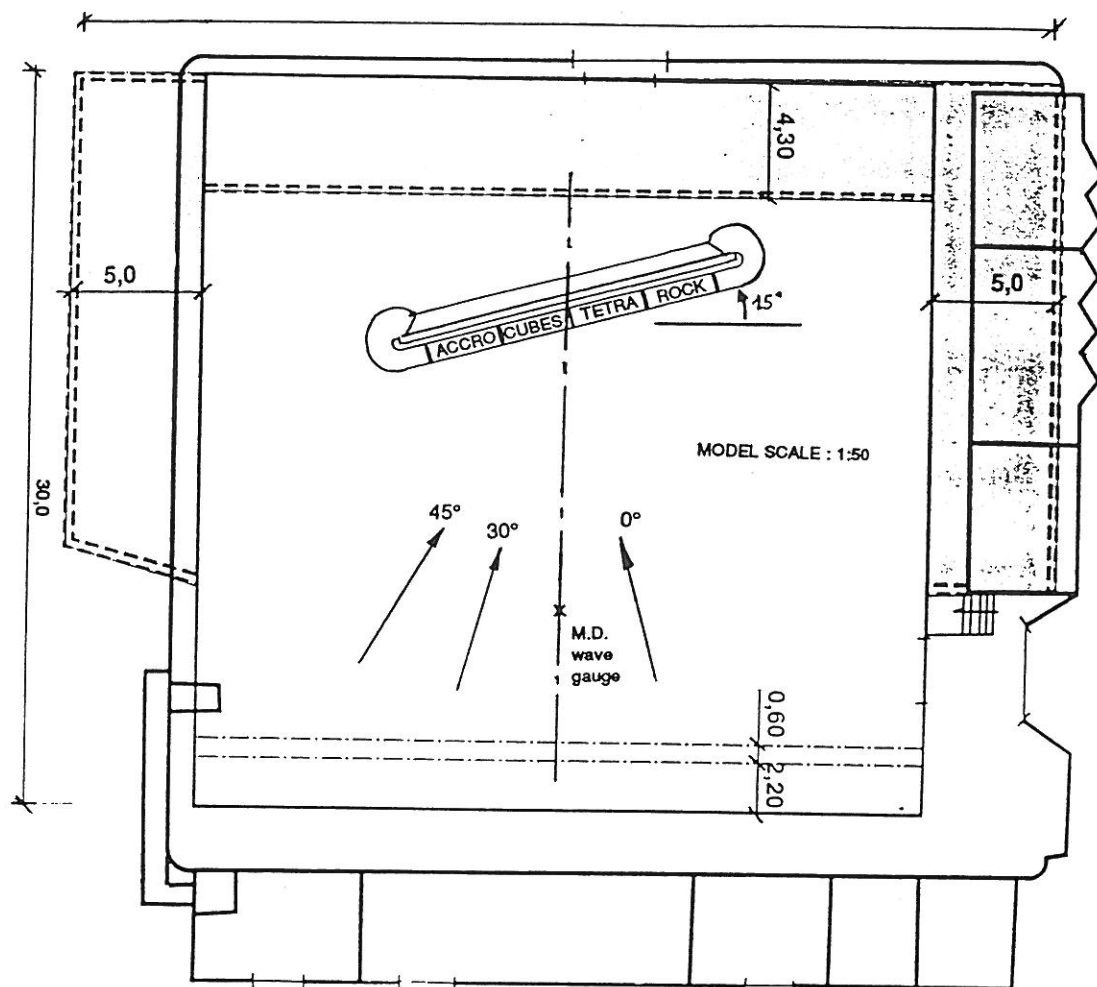 4,30
5,0
5,0
ACCRO CUBES TETRA ROCK
15°
MODEL SCALE : 1:50
30,0
45°
30°
0°
M.D.
wave
gauge
0,60
2,20